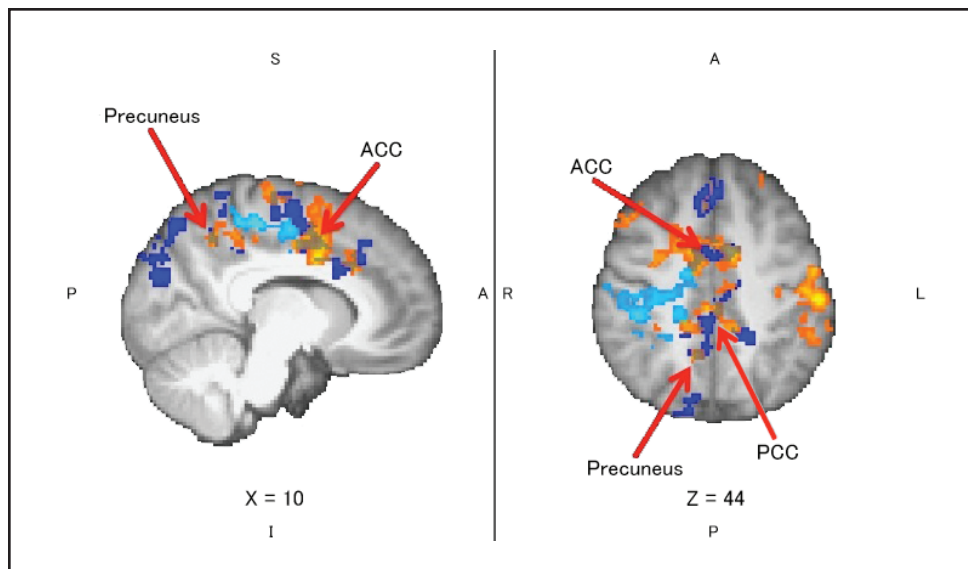 S
Precuneus
ACC
P
A
X = 10
I
A
ACC
R
L
Precuneus
PCC
Z = 44
P